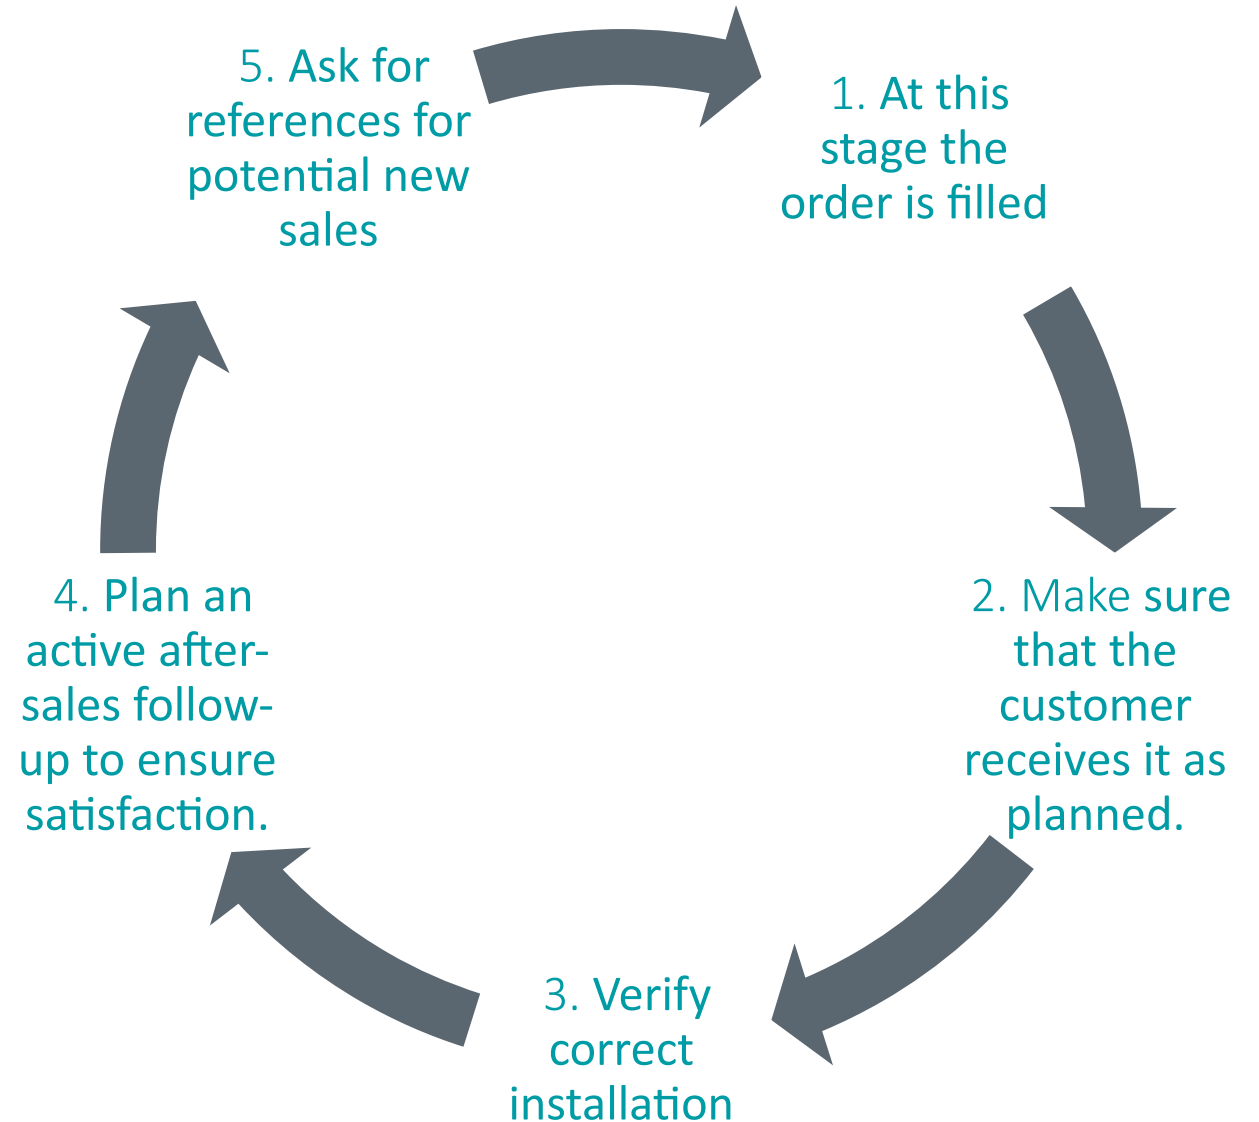 5. Ask for
references for
potential new
sales
1. At this
stage the
order is filled
2. Make sure
that the
customer
receives it as
planned.
3. Verify
correct
installation
4. Plan an
active after-
sales follow-
up to ensure
satisfaction.